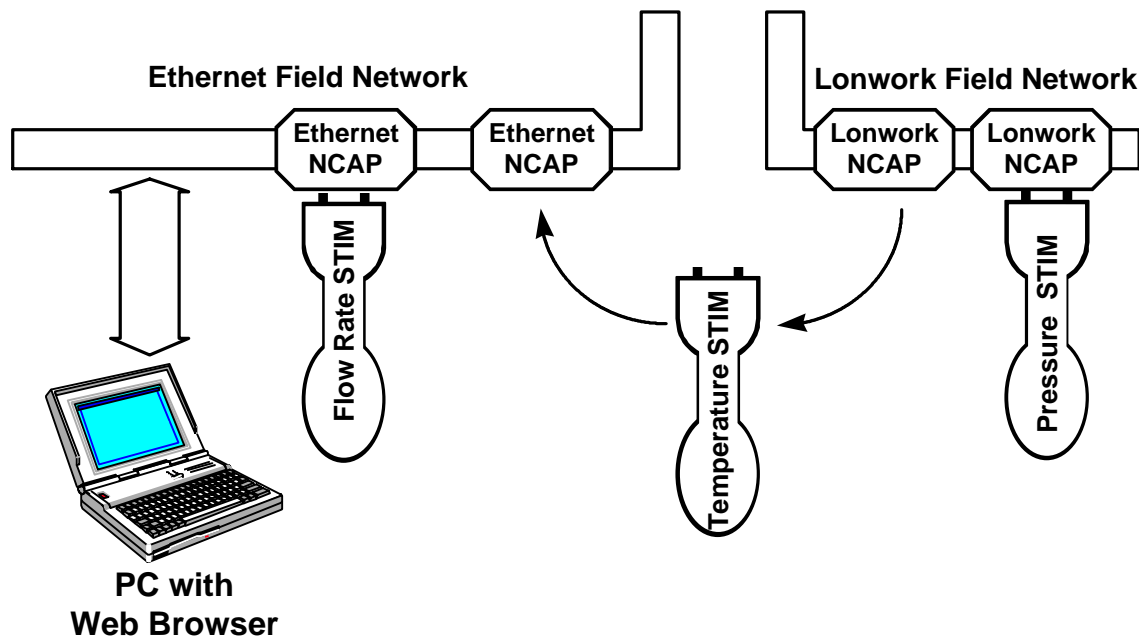 Ethernet Field Network
Lonwork Field Network
Ethernet
NCAP
Ethernet
NCAP
Lonwork
NCAP
Lonwork
NCAP
Flow Rate STIM
Temperature STIM
Pressure STIM
PC with
Web Browser